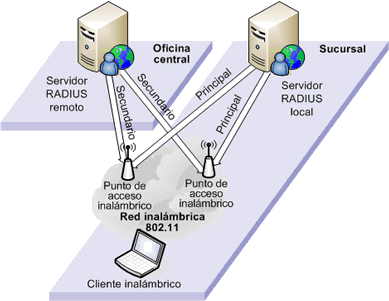 Oficina
central
Sucursal
Servidor
RADIUS
remoto
Secundario
Secundario
Principal
Principal
Servidor
RADIUS
local
Punto de
acceso
inalámbrico
Punto de
acceso
inalámbrico
Red inalámbrica
802.11
Cliente inalámbrico